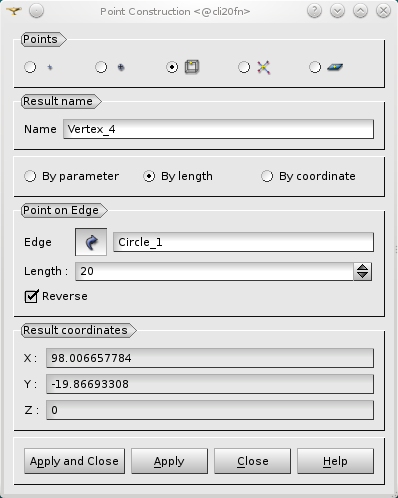 Point Construction <@cli20fn>
Points
Result name
Name Vertex_4
By parameter By length By coordinate
Point on Edge
Edge Circle_1
Length : 20
Reverse
Result coordinates
X : 98.006657784
Y : -19.86693308
Z : 0
Apply and Close Apply Close Help